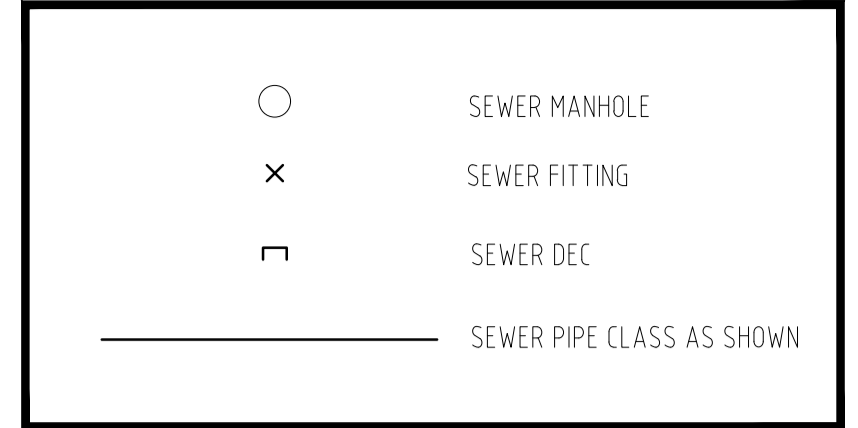 SEWER MANHOLE
SEWER FITTING
SEWER DEC
SEWER PIPE CLASS AS SHOWN